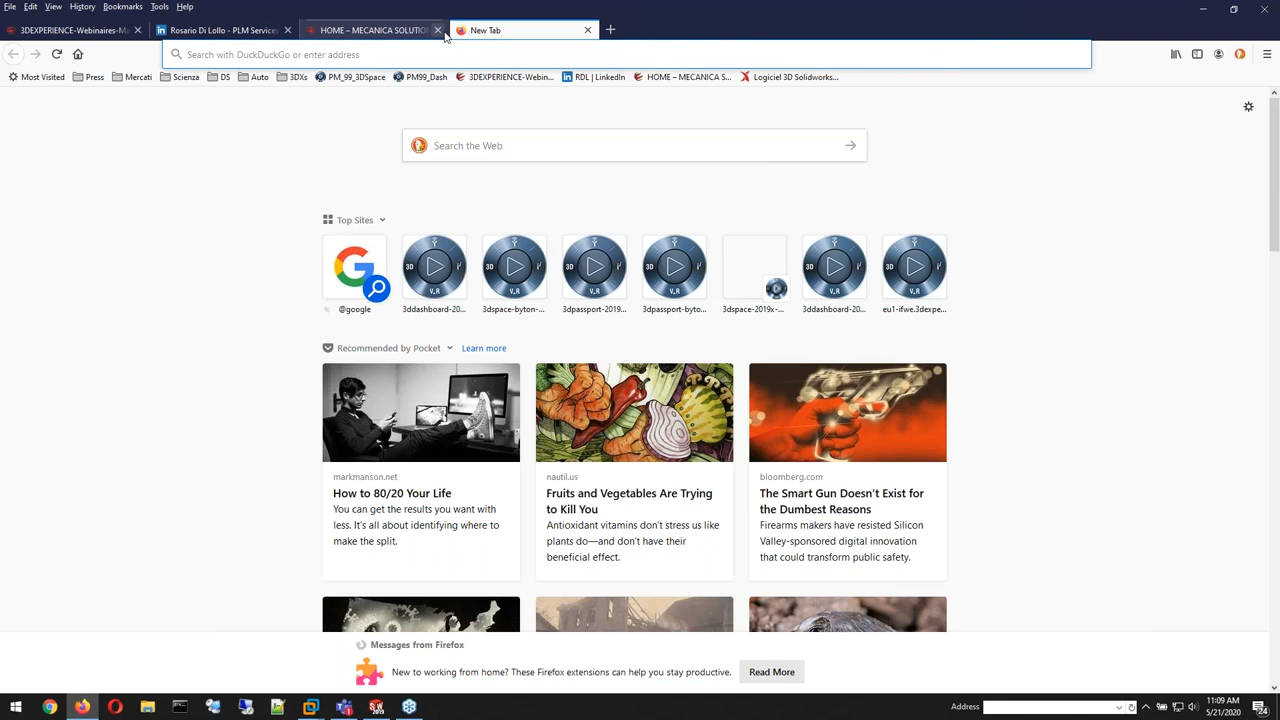 File Edit View History Bookmarks Tools Help
3DEXPERIENCE-Webinaires-Ma
Rosario Di Lollo - PLM Services
HOME – MECANICA SOLUTION
New Tab
Search with DuckDuckGo or enter address
Most Visited Press Mercati Scienza DS Auto 3DXs PM_99_3DSpace PM99_Dash 3DEXPERIENCE-Webin... RDL | LinkedIn HOME – MECANICA S... Logiciel 3D Solidworks...
Search the Web
Top Sites
@google
3ddashboard-20...
3dspace-byton-...
3dpassport-2019...
3dpassport-byto...
3dspace-2019x-...
3ddashboard-20...
eu1-ifwe.3dexpe...
Recommended by Pocket Learn more
markmanson.net
How to 80/20 Your Life
You can get the results you want with
less. It's all about identifying where to
make the split.
nautil.us
Fruits and Vegetables Are Trying
to Kill You
Antioxidant vitamins don't stress us like
plants do—and don't have their
beneficial effect.
bloomberg.com
The Smart Gun Doesn't Exist for
the Dumbest Reasons
Firearms makers have resisted Silicon
Valley-sponsored digital innovation
that could transform public safety.
Messages from Firefox
New to working from home? These Firefox extensions can help you stay productive.
Read More
Address
11:09 AM
5/21/2020
24